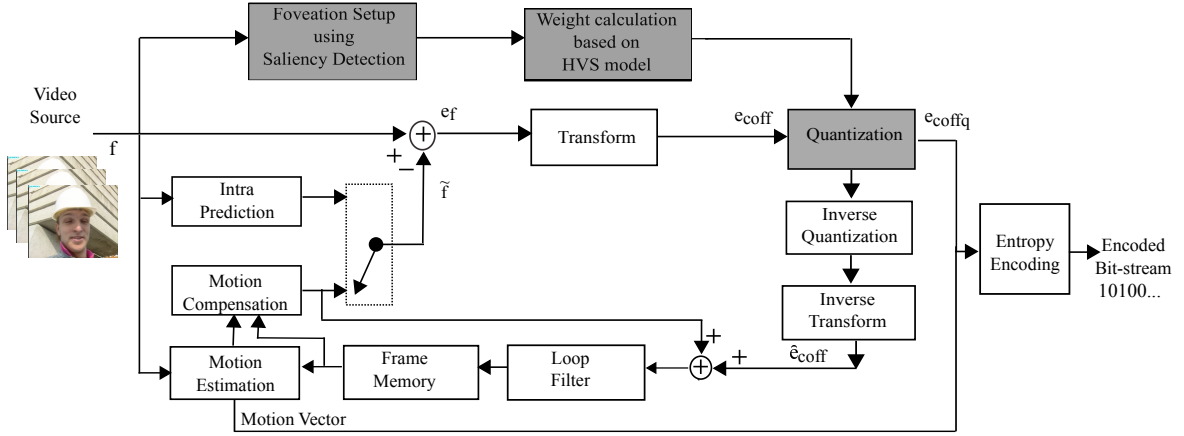 Foveation Setup
using
Saliency Detection
Weight calculation
based on
HVS model
Video
Source
f
+
+
−
e_f
Transform
e_coff
Quantization
e_coffq
f̃
Intra
Prediction
Inverse
Quantization
Entropy
Encoding
Encoded
Bit-stream
10100...
Motion
Compensation
Inverse
Transform
+
+
+
ê_coff
Motion
Estimation
Frame
Memory
Loop
Filter
Motion Vector